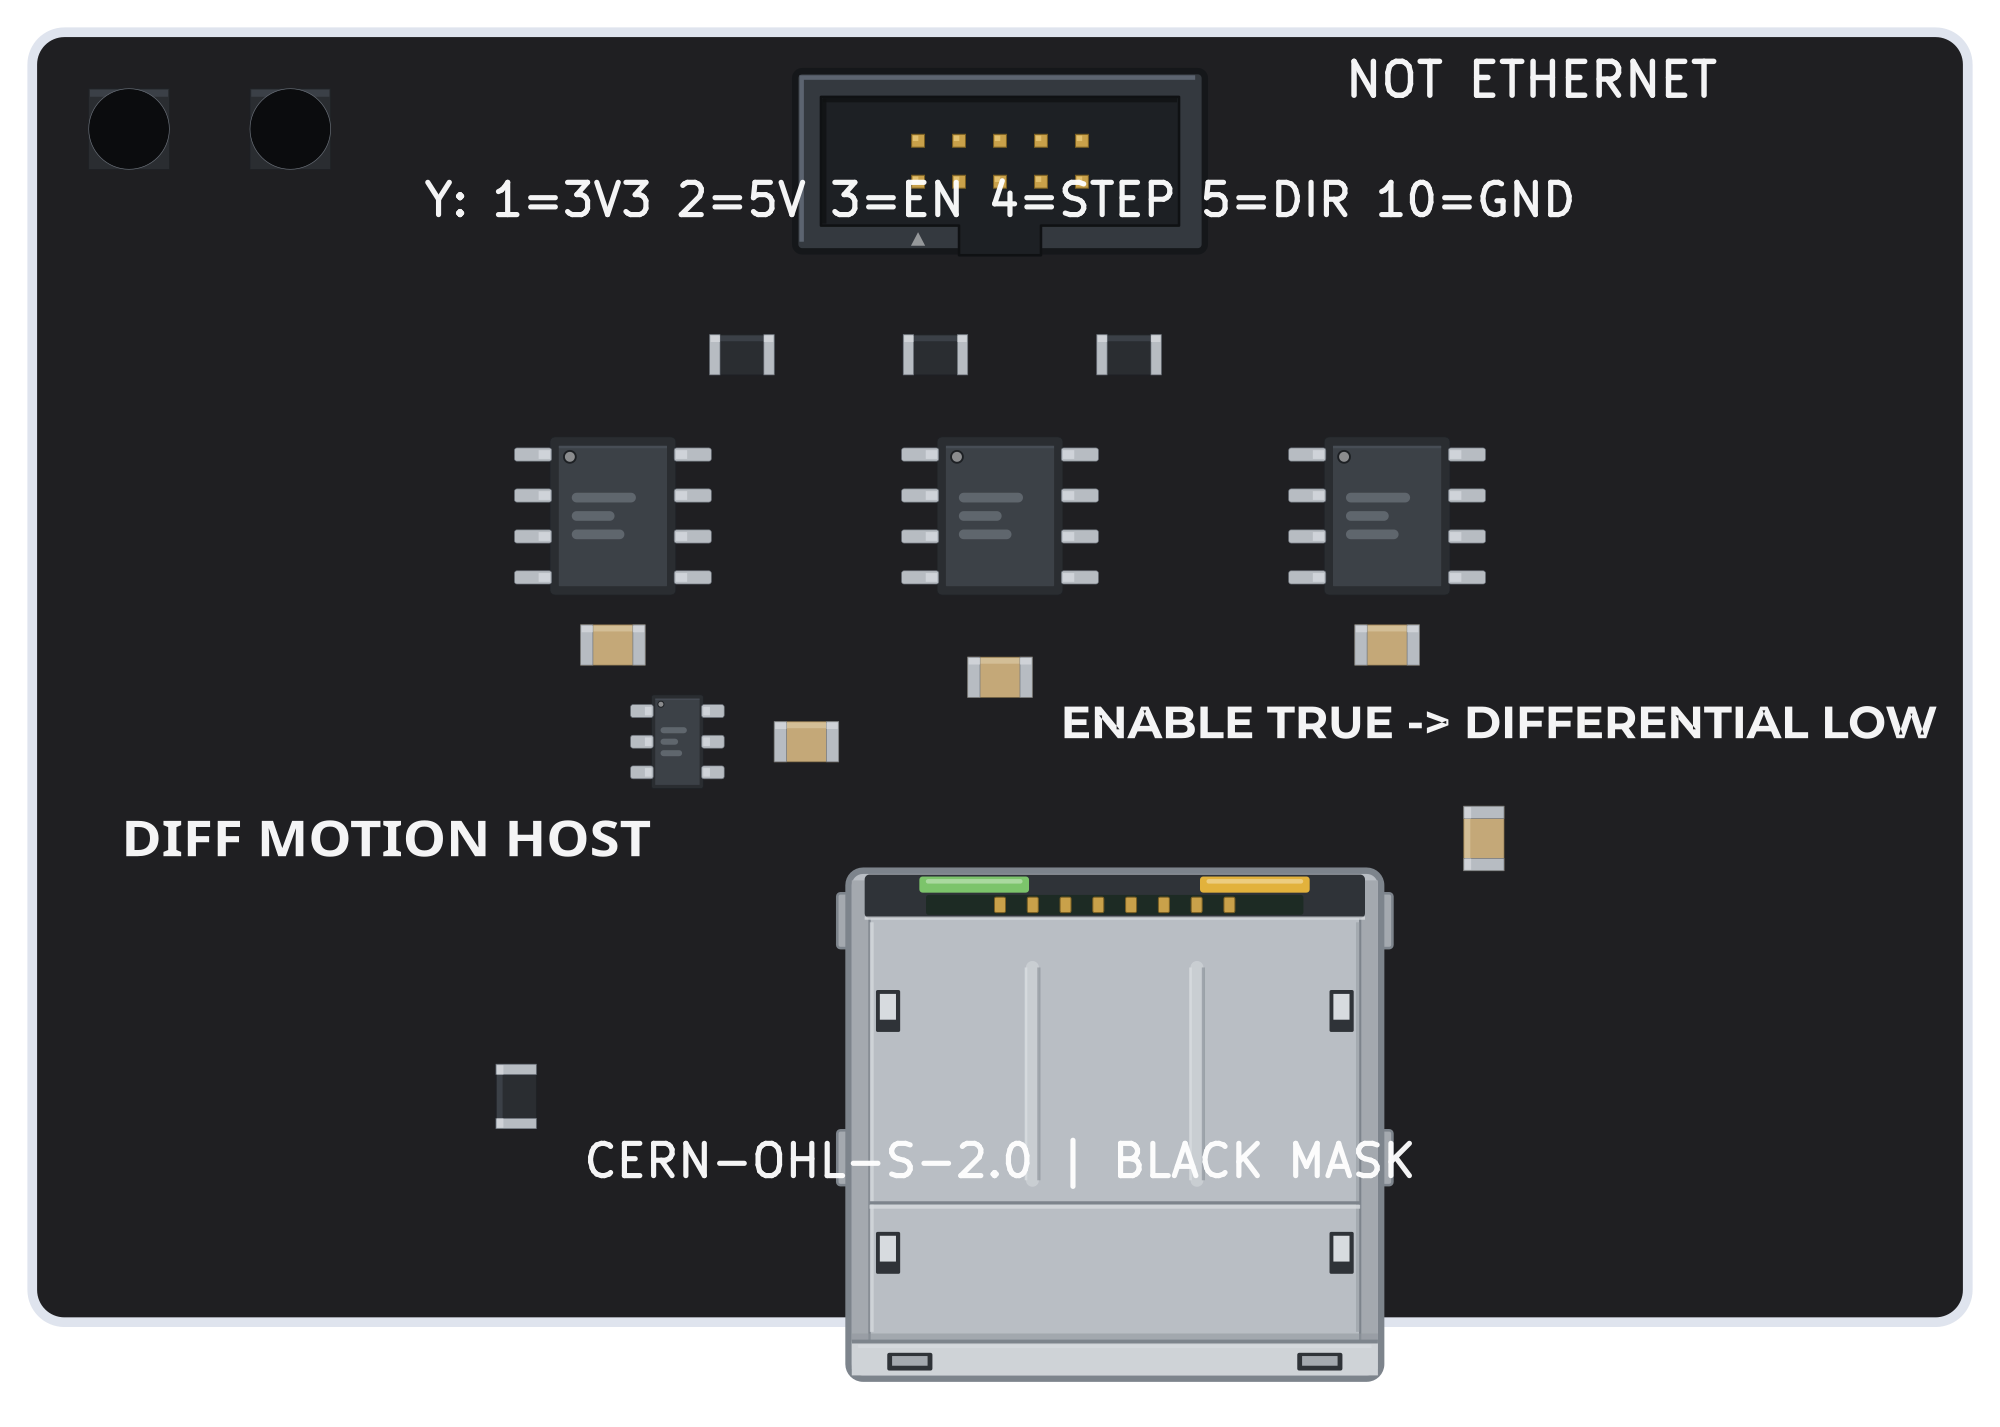 NOT ETHERNET
Y: 1=3V3 2=5V 3=EN 4=STEP 5=DIR 10=GND
ENABLE TRUE -> DIFFERENTIAL LOW
DIFF MOTION HOST
CERN-OHL-S-2.0 | BLACK MASK